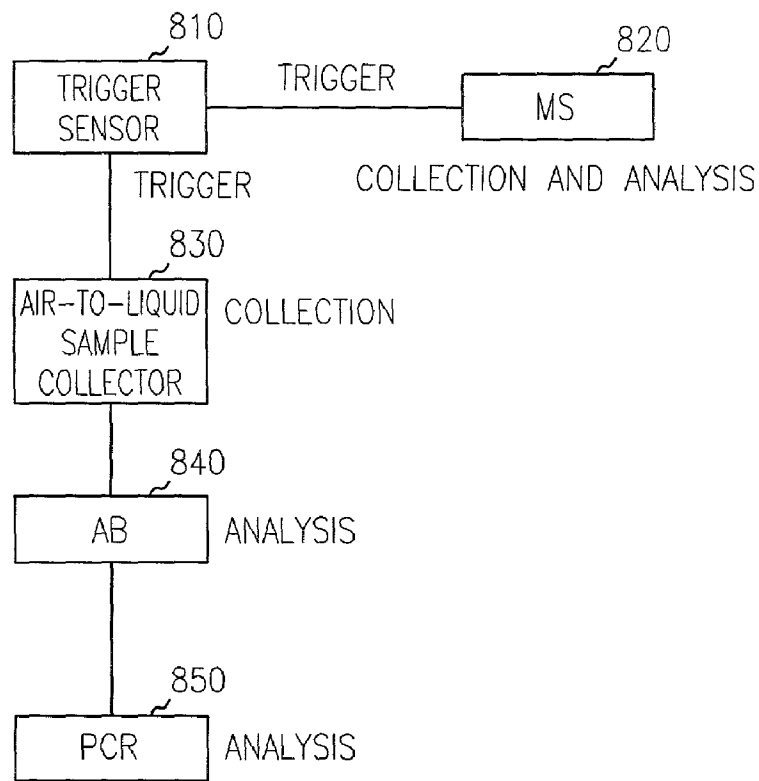 810
TRIGGER
SENSOR
TRIGGER
820
MS
COLLECTION AND ANALYSIS
TRIGGER
830
AIR-TO-LIQUID
SAMPLE
COLLECTOR
COLLECTION
840
AB
ANALYSIS
850
PCR
ANALYSIS